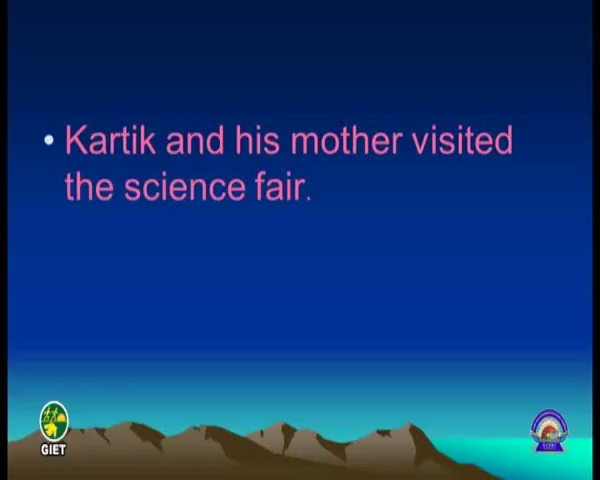 • Kartik and his mother visited
the science fair.
GIET